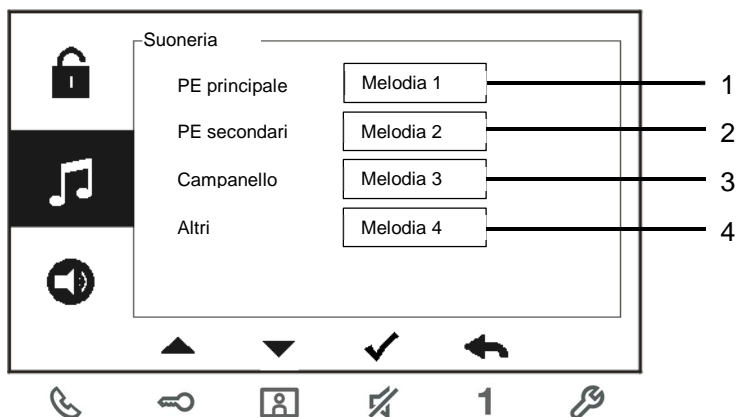 Suoneria
PE principale Melodia 1 1
PE secondari Melodia 2 2
Campanello Melodia 3 3
Altri Melodia 4 4
1